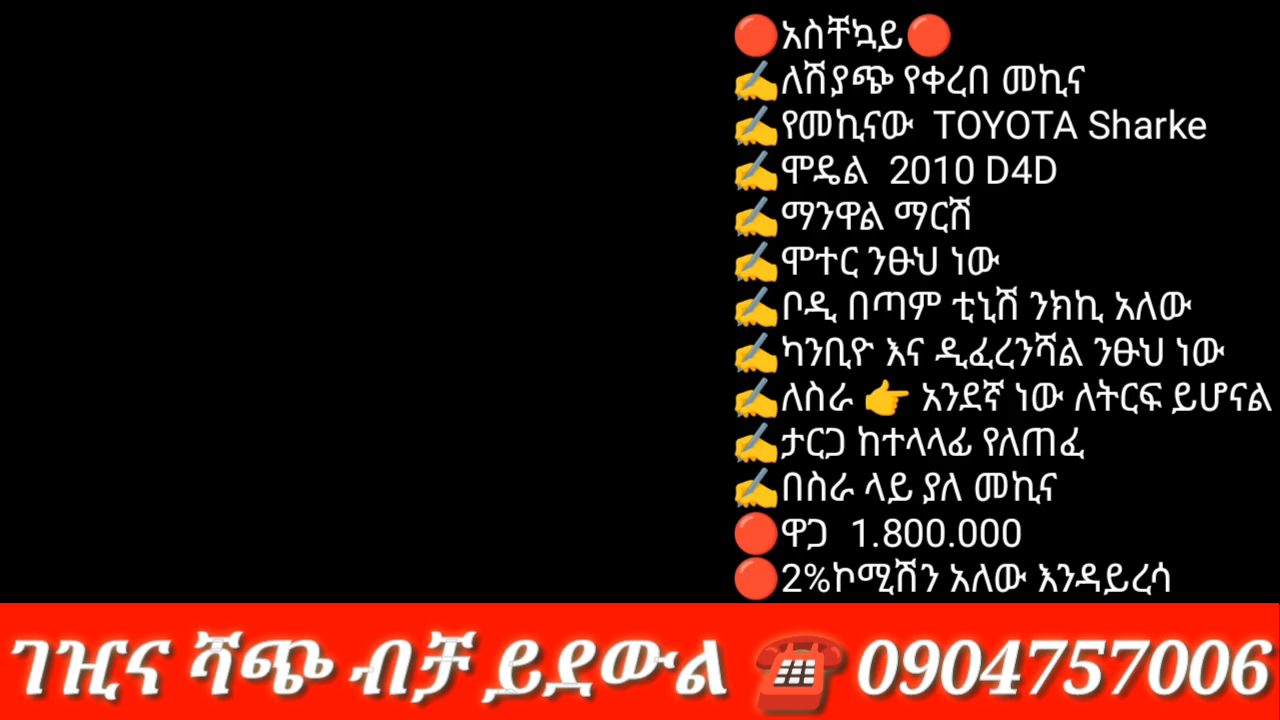 🔴አስቸኳይ🔴
✍️ለሽያጭ የቀረበ መኪና
✍️የመኪናው TOYOTA Sharke
✍️ሞዴል 2010 D4D
✍️ማንዋል ማርሽ
✍️ሞተር ንፁህ ነው
✍️ቦዲ በጣም ቲኒሽ ንክኪ አለው
✍️ካንቢዮ እና ዲፈረንሻል ንፁህ ነው
✍️ለስራ 👉 አንደኛ ነው ለትርፍ ይሆናል
✍️ታርጋ ከተላላፊ የለጠፈ
✍️በስራ ላይ ያለ መኪና
🔴ዋጋ 1.800.000
🔴2%ኮሚሽን አለው እንዳይረሳ
ገዢና ሻጭ ብቻ ይደውል ☎️0904757006